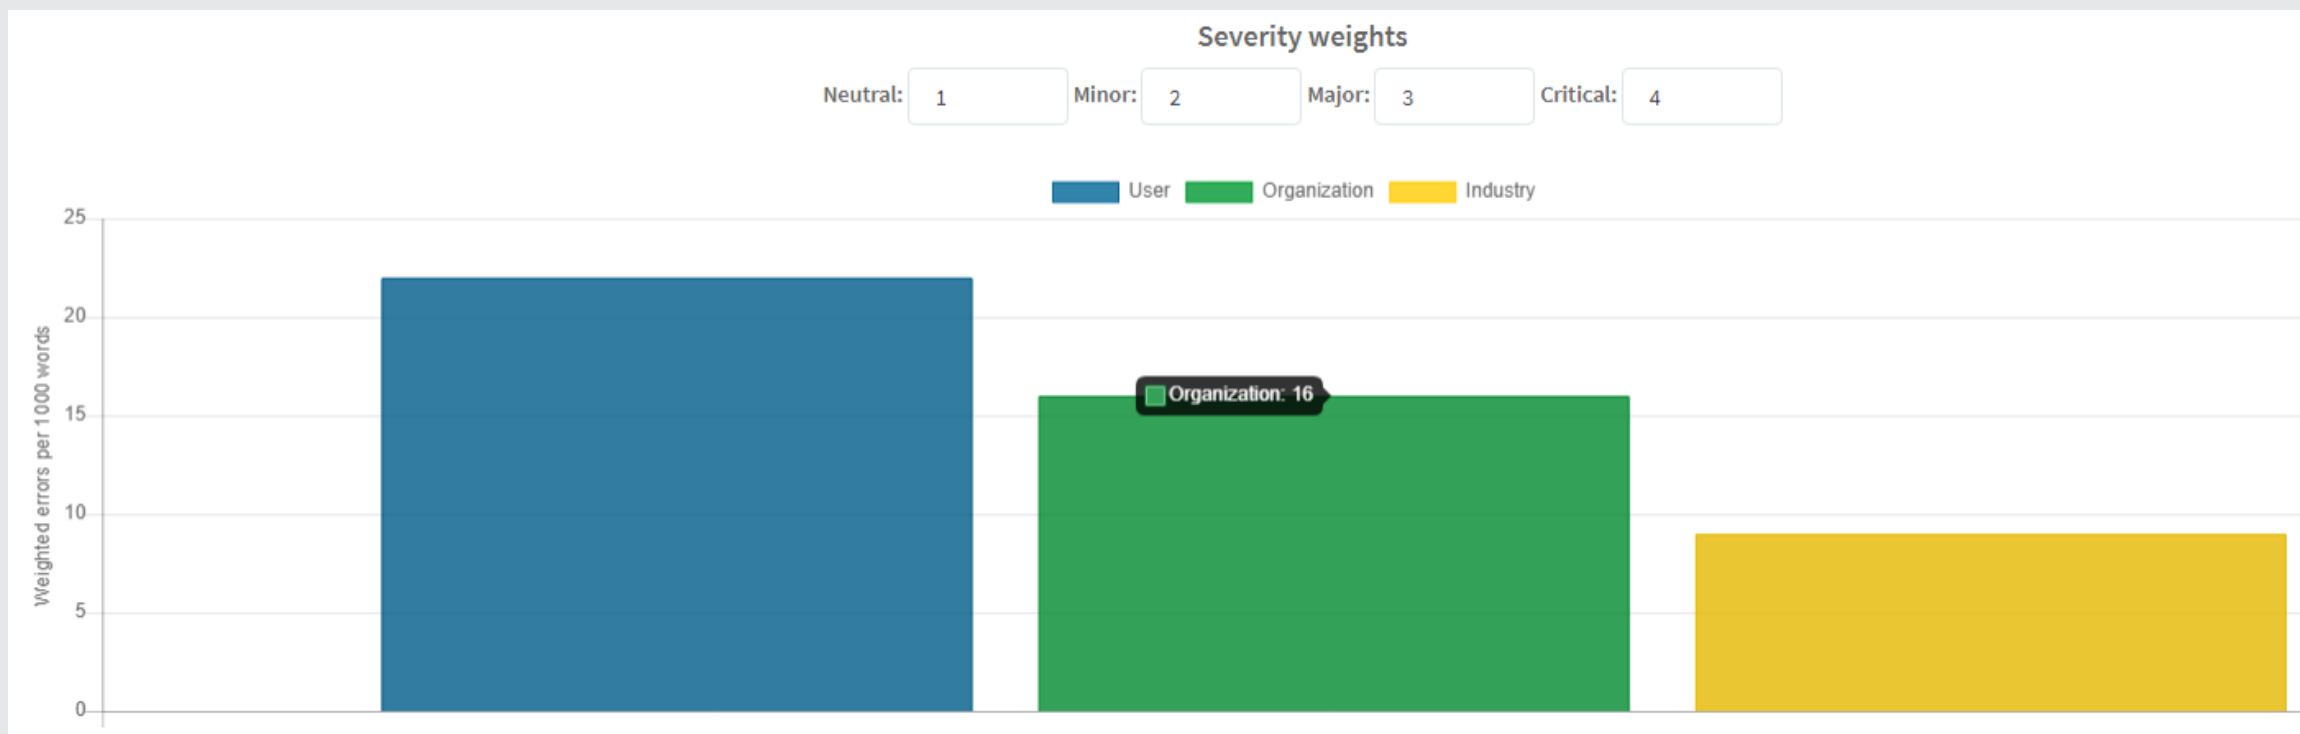 Severity weights
Neutral: 1 Minor: 2 Major: 3 Critical: 4
User Organization Industry
25
20
15
10
5
0
Weighted errors per 1000 words
Organization: 16